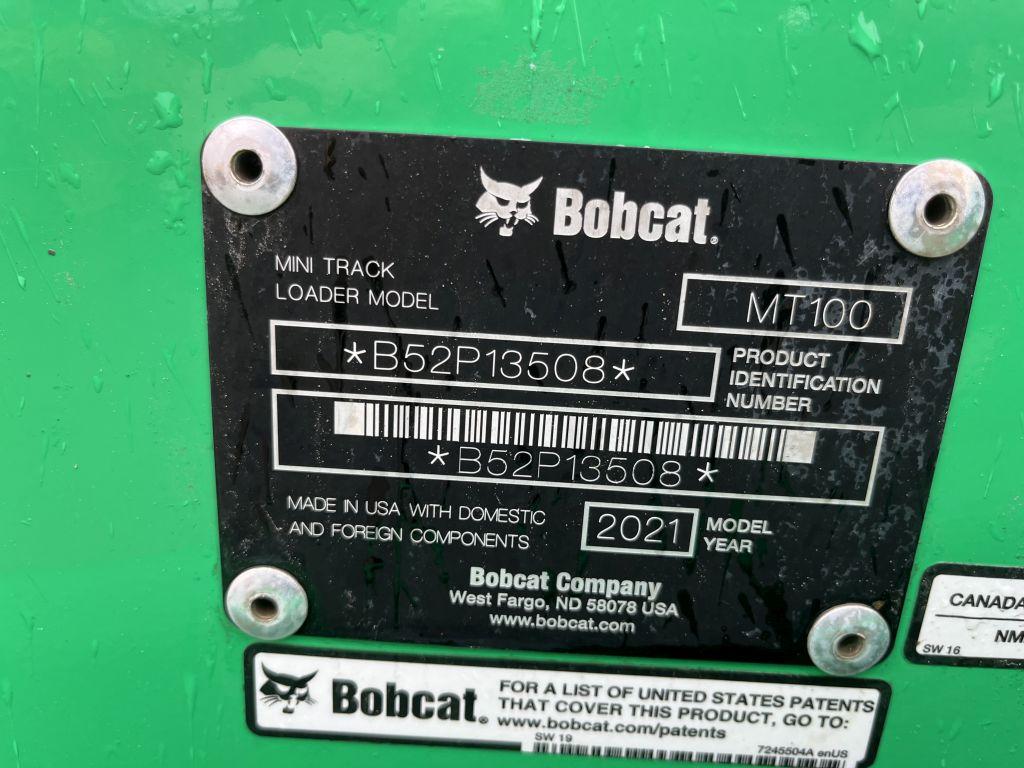 Bobcat.
MINI TRACK
LOADER MODEL
MT100
*B52P13508*
PRODUCT
IDENTIFICATION
NUMBER
*B52P13508*
MADE IN USA WITH DOMESTIC
AND FOREIGN COMPONENTS
2021
MODEL
YEAR
Bobcat Company
West Fargo, ND 58078 USA
www.bobcat.com
CANADA
NM
SW 16
Bobcat.
FOR A LIST OF UNITED STATES PATENTS
THAT COVER THIS PRODUCT, GO TO:
www.bobcat.com/patents
SW 19
7245504A enUS